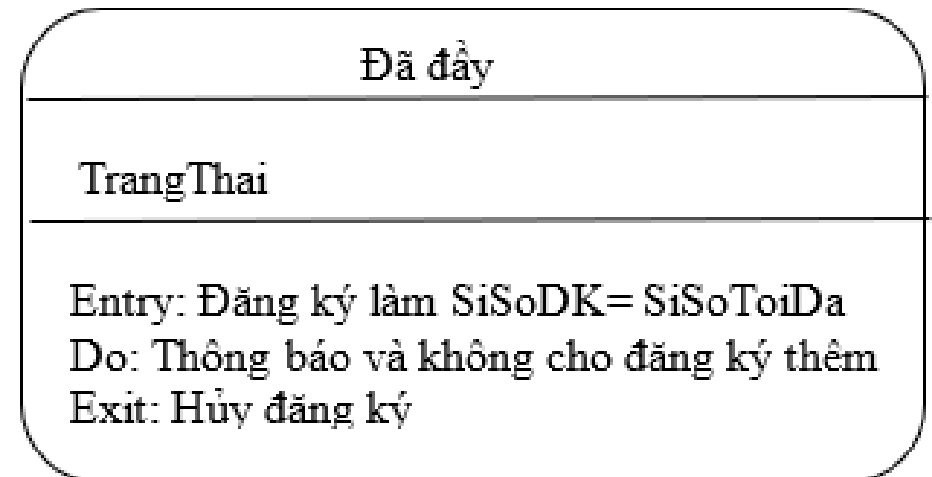 Đã đầy
TrangThai
Entry: Đăng ký làm SiSoDK= SiSoToiDa
Do: Thông báo và không cho đăng ký thêm
Exit: Hủy đăng ký